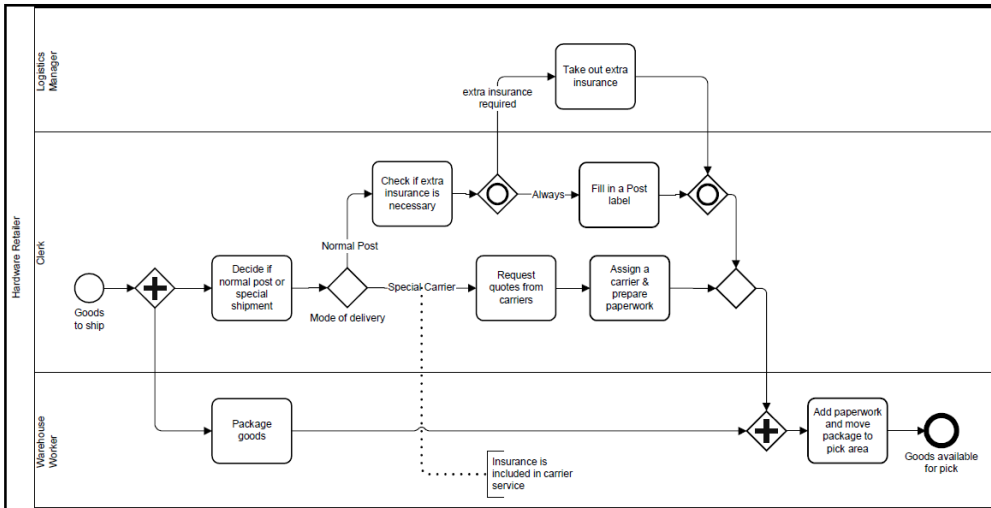 Hardware Retailer
Logistics
Manager
Take out extra
insurance
extra insurance
required
Clerk
Check if extra
insurance is
necessary
Always
Fill in a Post
label
Normal Post
Goods
to ship
Decide if
normal post or
special
shipment
Mode of delivery
Special Carrier
Request
quotes from
carriers
Assign a
carrier &
prepare
paperwork
Warehouse
Worker
Package
goods
Add paperwork
and move
package to
pick area
Goods available
for pick
Insurance is
included in carrier
service